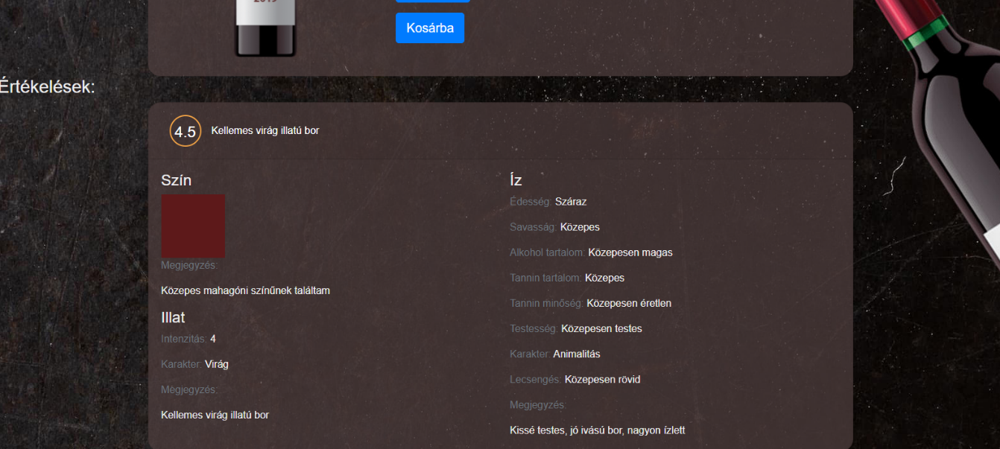 2019
Kosárba
Értékelések:
4.5 Kellemes virág illatú bor
Szín
Megjegyzés:
Közepes mahagóni színűnek találtam
Illat
Intenzitás: 4
Karakter: Virág
Megjegyzés:
Kellemes virág illatú bor
Íz
Édesség: Száraz
Savasság: Közepes
Alkohol tartalom: Közepesen magas
Tannin tartalom: Közepes
Tannin minőség: Közepesen éretlen
Testesség: Közepesen testes
Karakter: Animalitás
Lecsengés: Közepesen rövid
Megjegyzés:
Kissé testes, jó ivású bor, nagyon ízlett